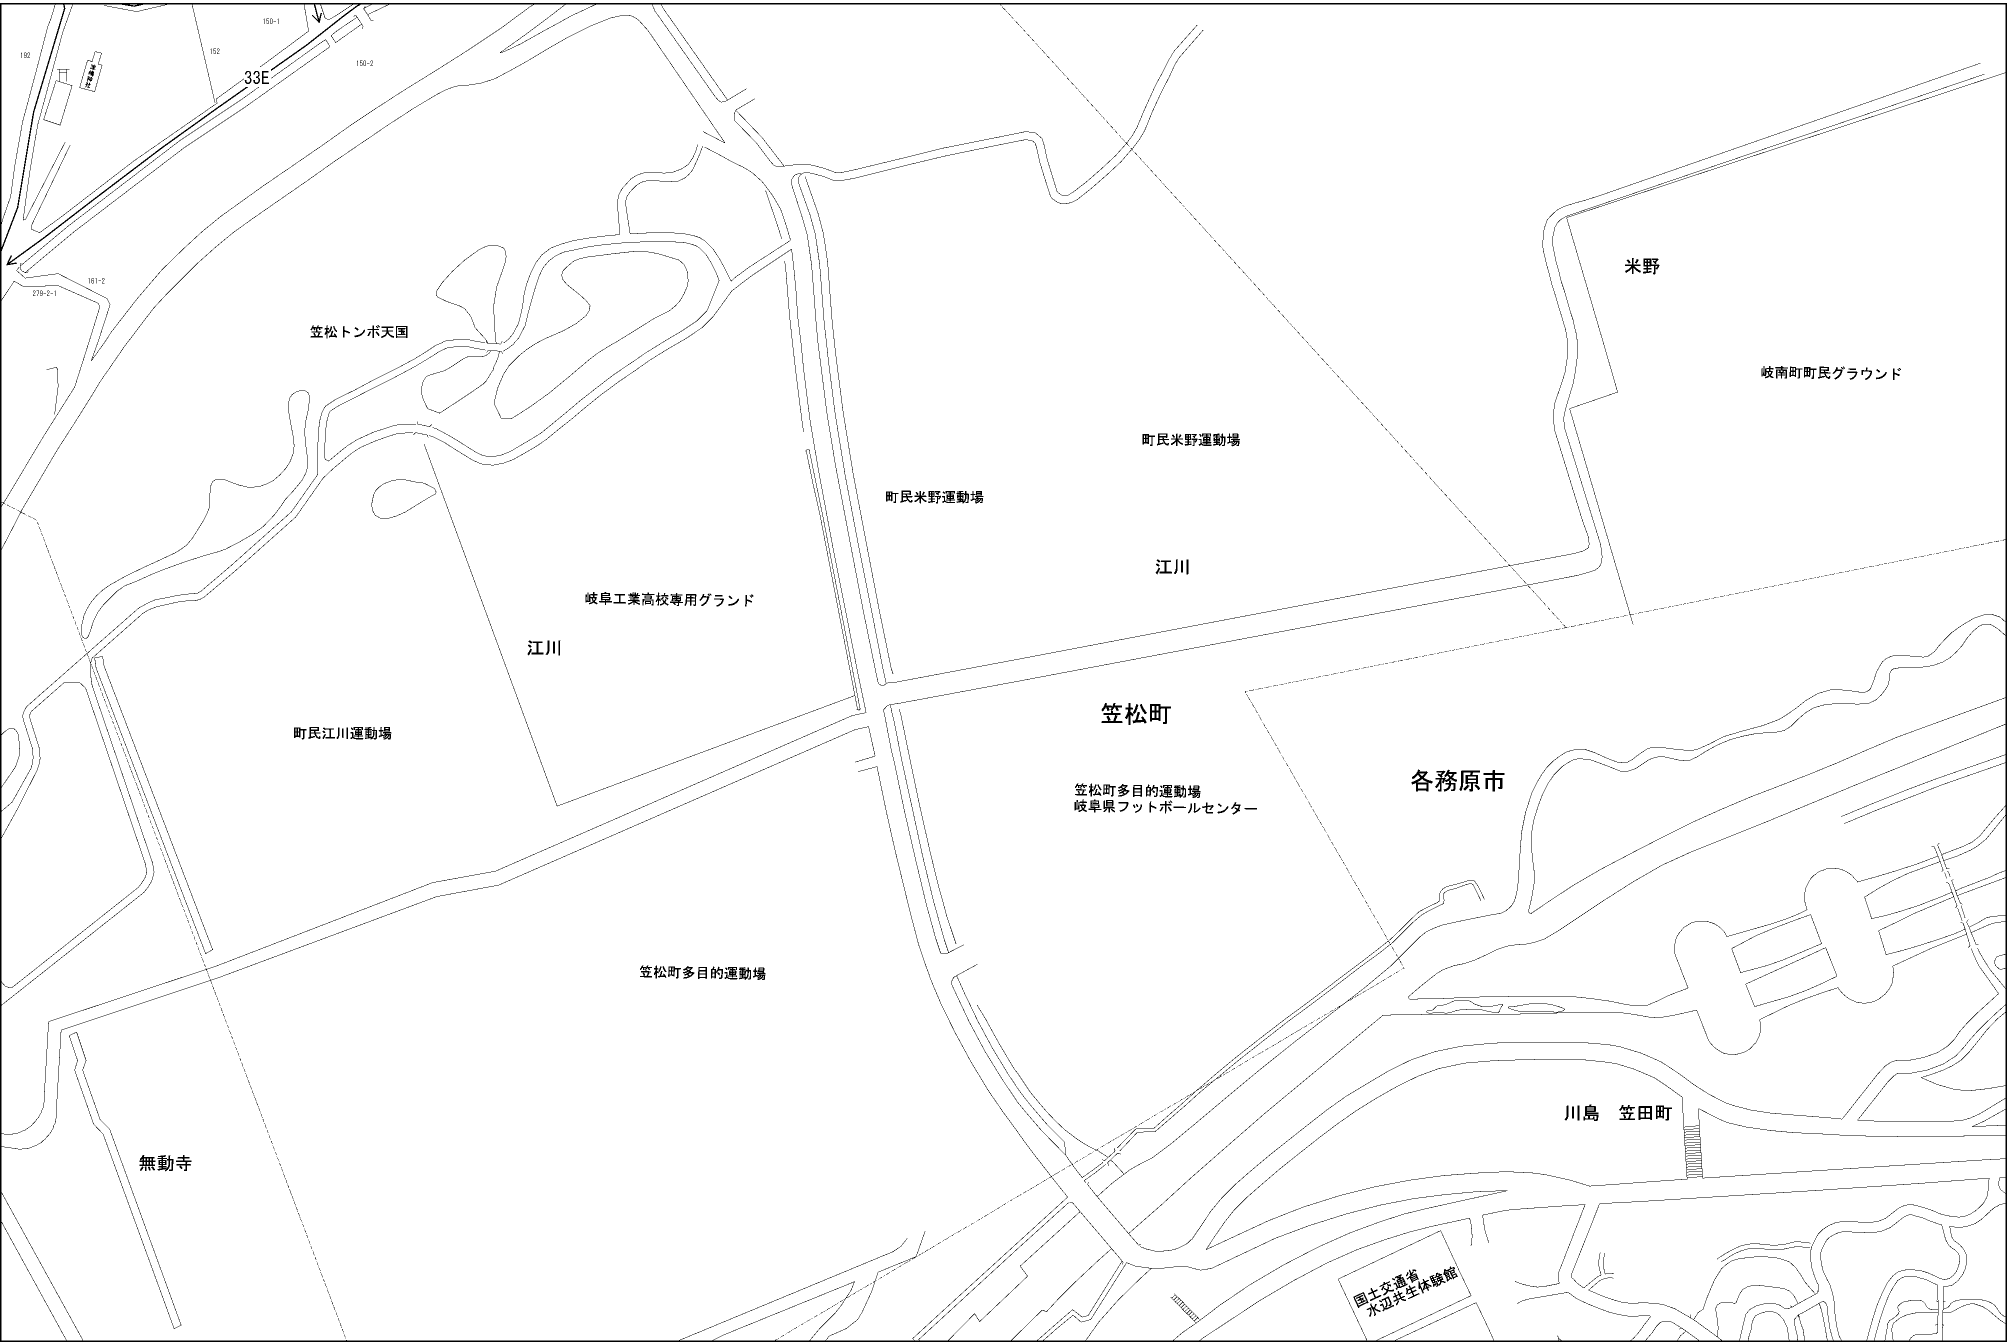 150-1
192
152
150-2
津島神社
33E
161-2
279-2-1
米野
笠松トンボ天国
岐南町町民グラウンド
町民米野運動場
町民米野運動場
江川
岐阜工業高校専用グランド
江川
笠松町
町民江川運動場
各務原市
笠松町多目的運動場
岐阜県フットボールセンター
笠松町多目的運動場
川島 笠田町
無動寺
国土交通省
水辺共生体験館